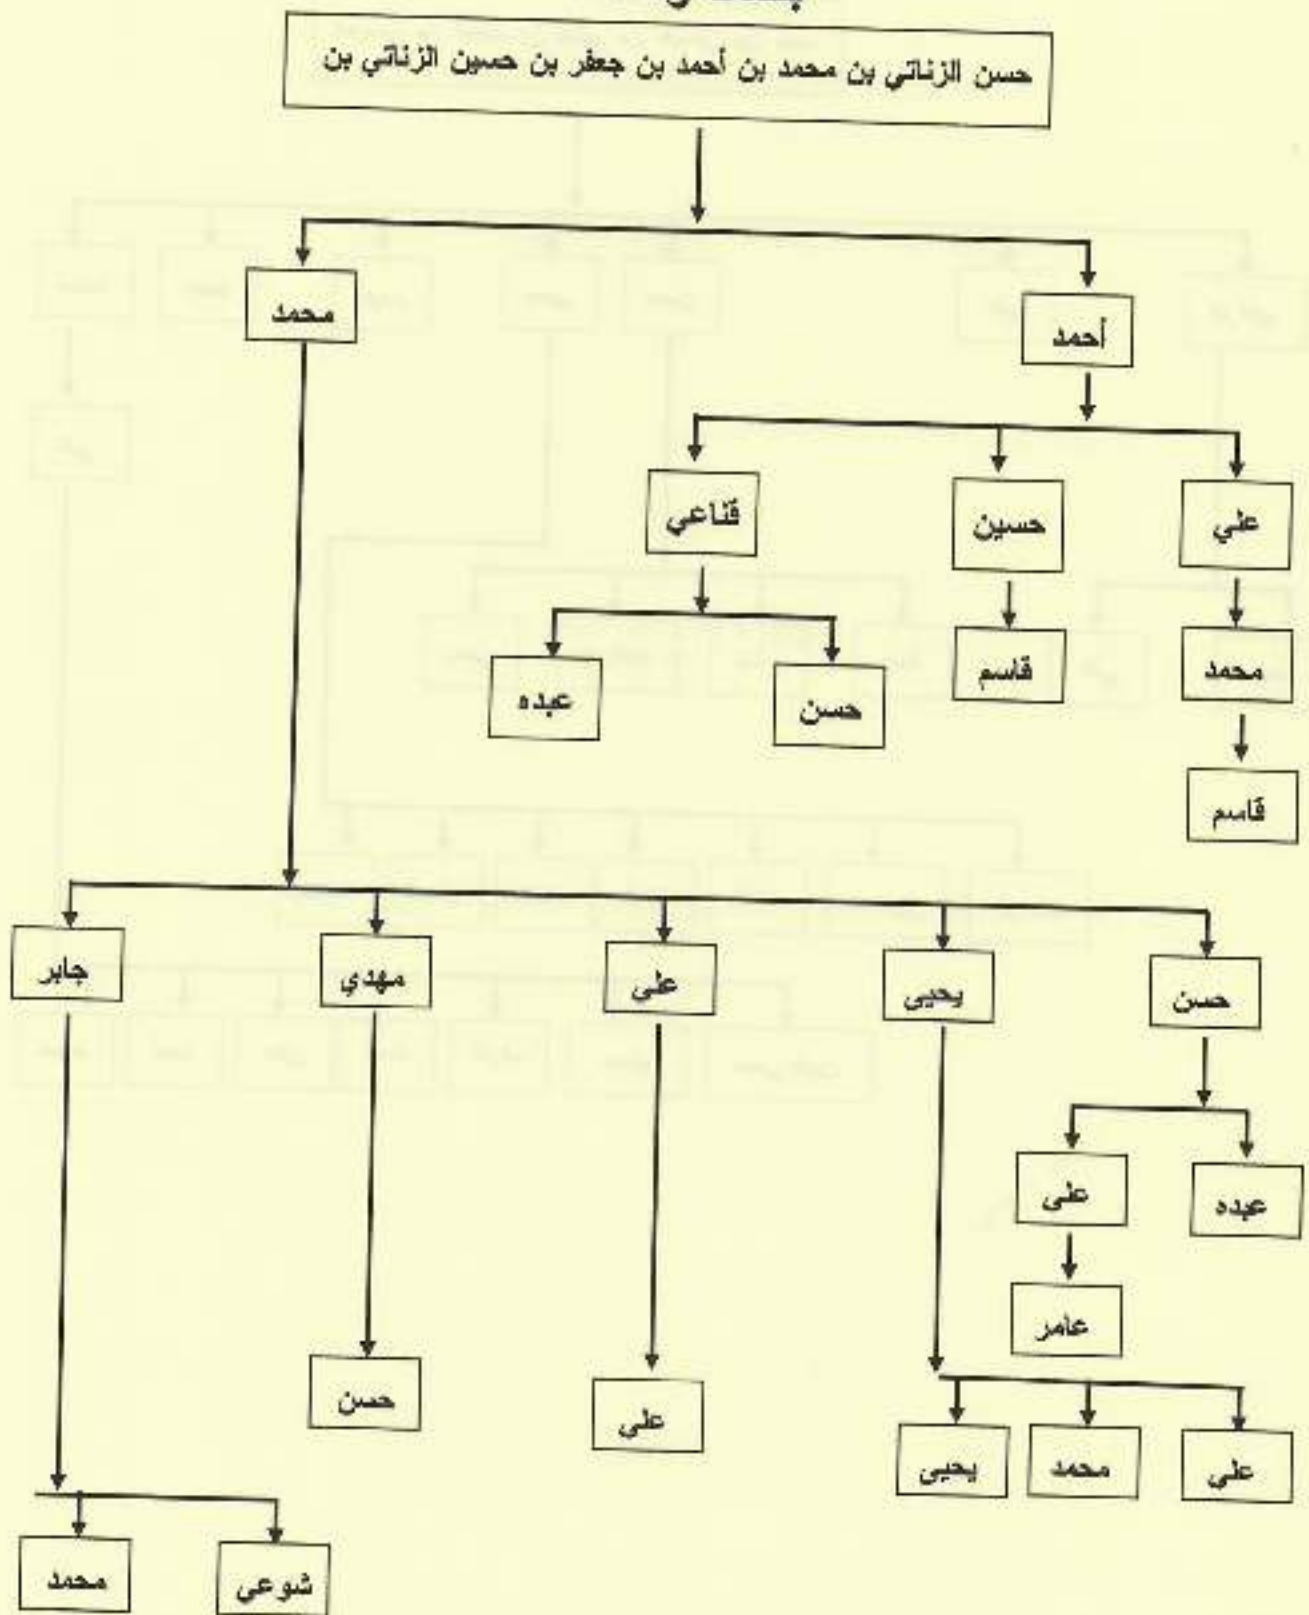 حسن الزناتي بن محمد بن أحمد بن جعفر بن حسين الزناتي بن
أحمد
محمد
علي
حسين
قناعي
محمد
قاسم
حسن
عبده
قاسم
حسن
يحيى
علي
مهدي
جابر
عبده
علي
عامر
علي
محمد
يحيى
علي
حسن
شوعي
محمد